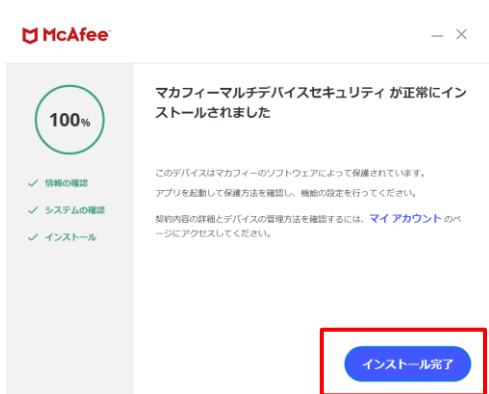 McAfee
マカフィーマルチデバイスセキュリティ が正常にイン
ストールされました
100%
このデバイスはマカフィーのソフトウェアによって保護されています。
アプリを起動して保護方法を確認し、機能の設定を行ってください。
契約内容の詳細とデバイスの管理方法を確認するには、マイ アカウント のペ
ージにアクセスしてください。
情報の確認
システムの確認
インストール
インストール完了